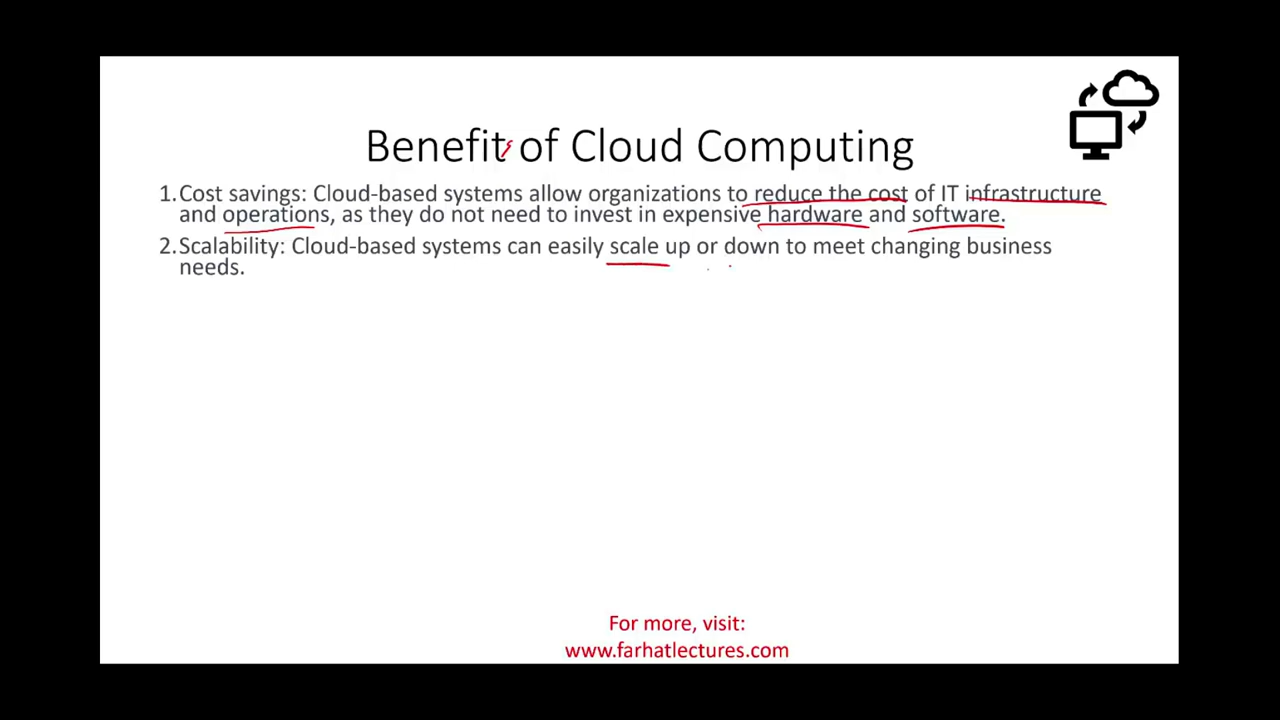 Benefit of Cloud Computing
1. Cost savings: Cloud-based systems allow organizations to reduce the cost of IT infrastructure
and operations, as they do not need to invest in expensive hardware and software.
2. Scalability: Cloud-based systems can easily scale up or down to meet changing business
needs.
For more, visit:
www.farhatlectures.com